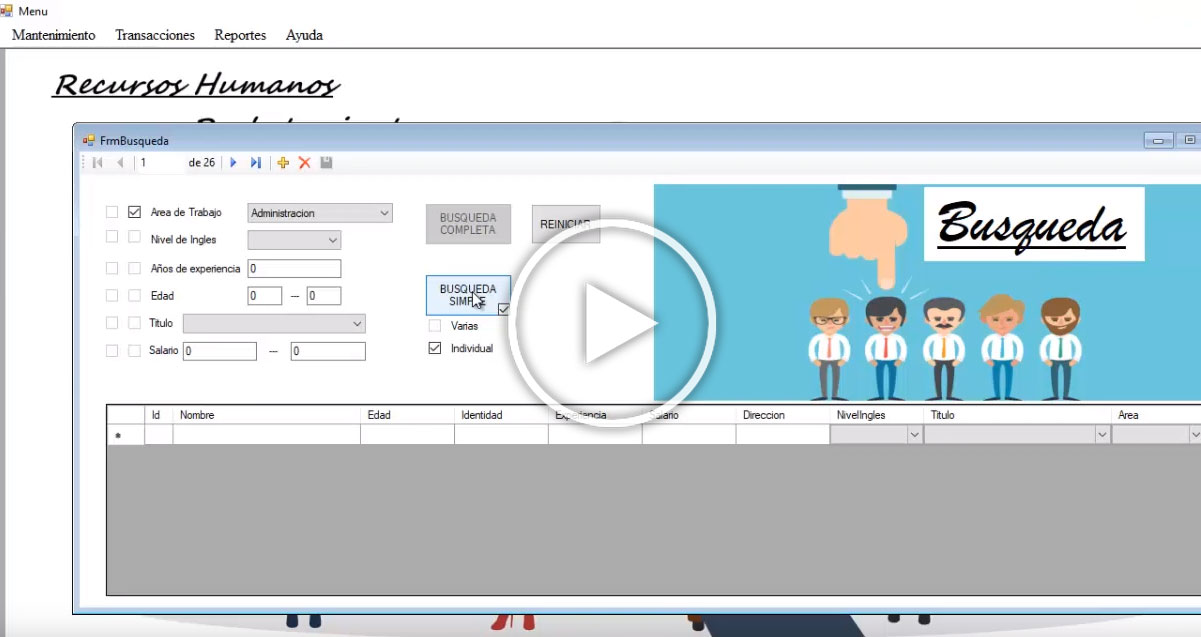 Menu
Mantenimiento Transacciones Reportes Ayuda
Recursos Humanos
FrmBusqueda
1 de 26
Area de Trabajo Administracion
Nivel de Ingles
Años de experiencia 0
Edad 0 --- 0
Titulo
Salario 0 --- 0
BUSQUEDA
COMPLETA
REINICIAR
BUSQUEDA
Varias
Individual
Busqueda
Id Nombre Edad Identidad Experiencia Salario Direccion NivelIngles Titulo Area